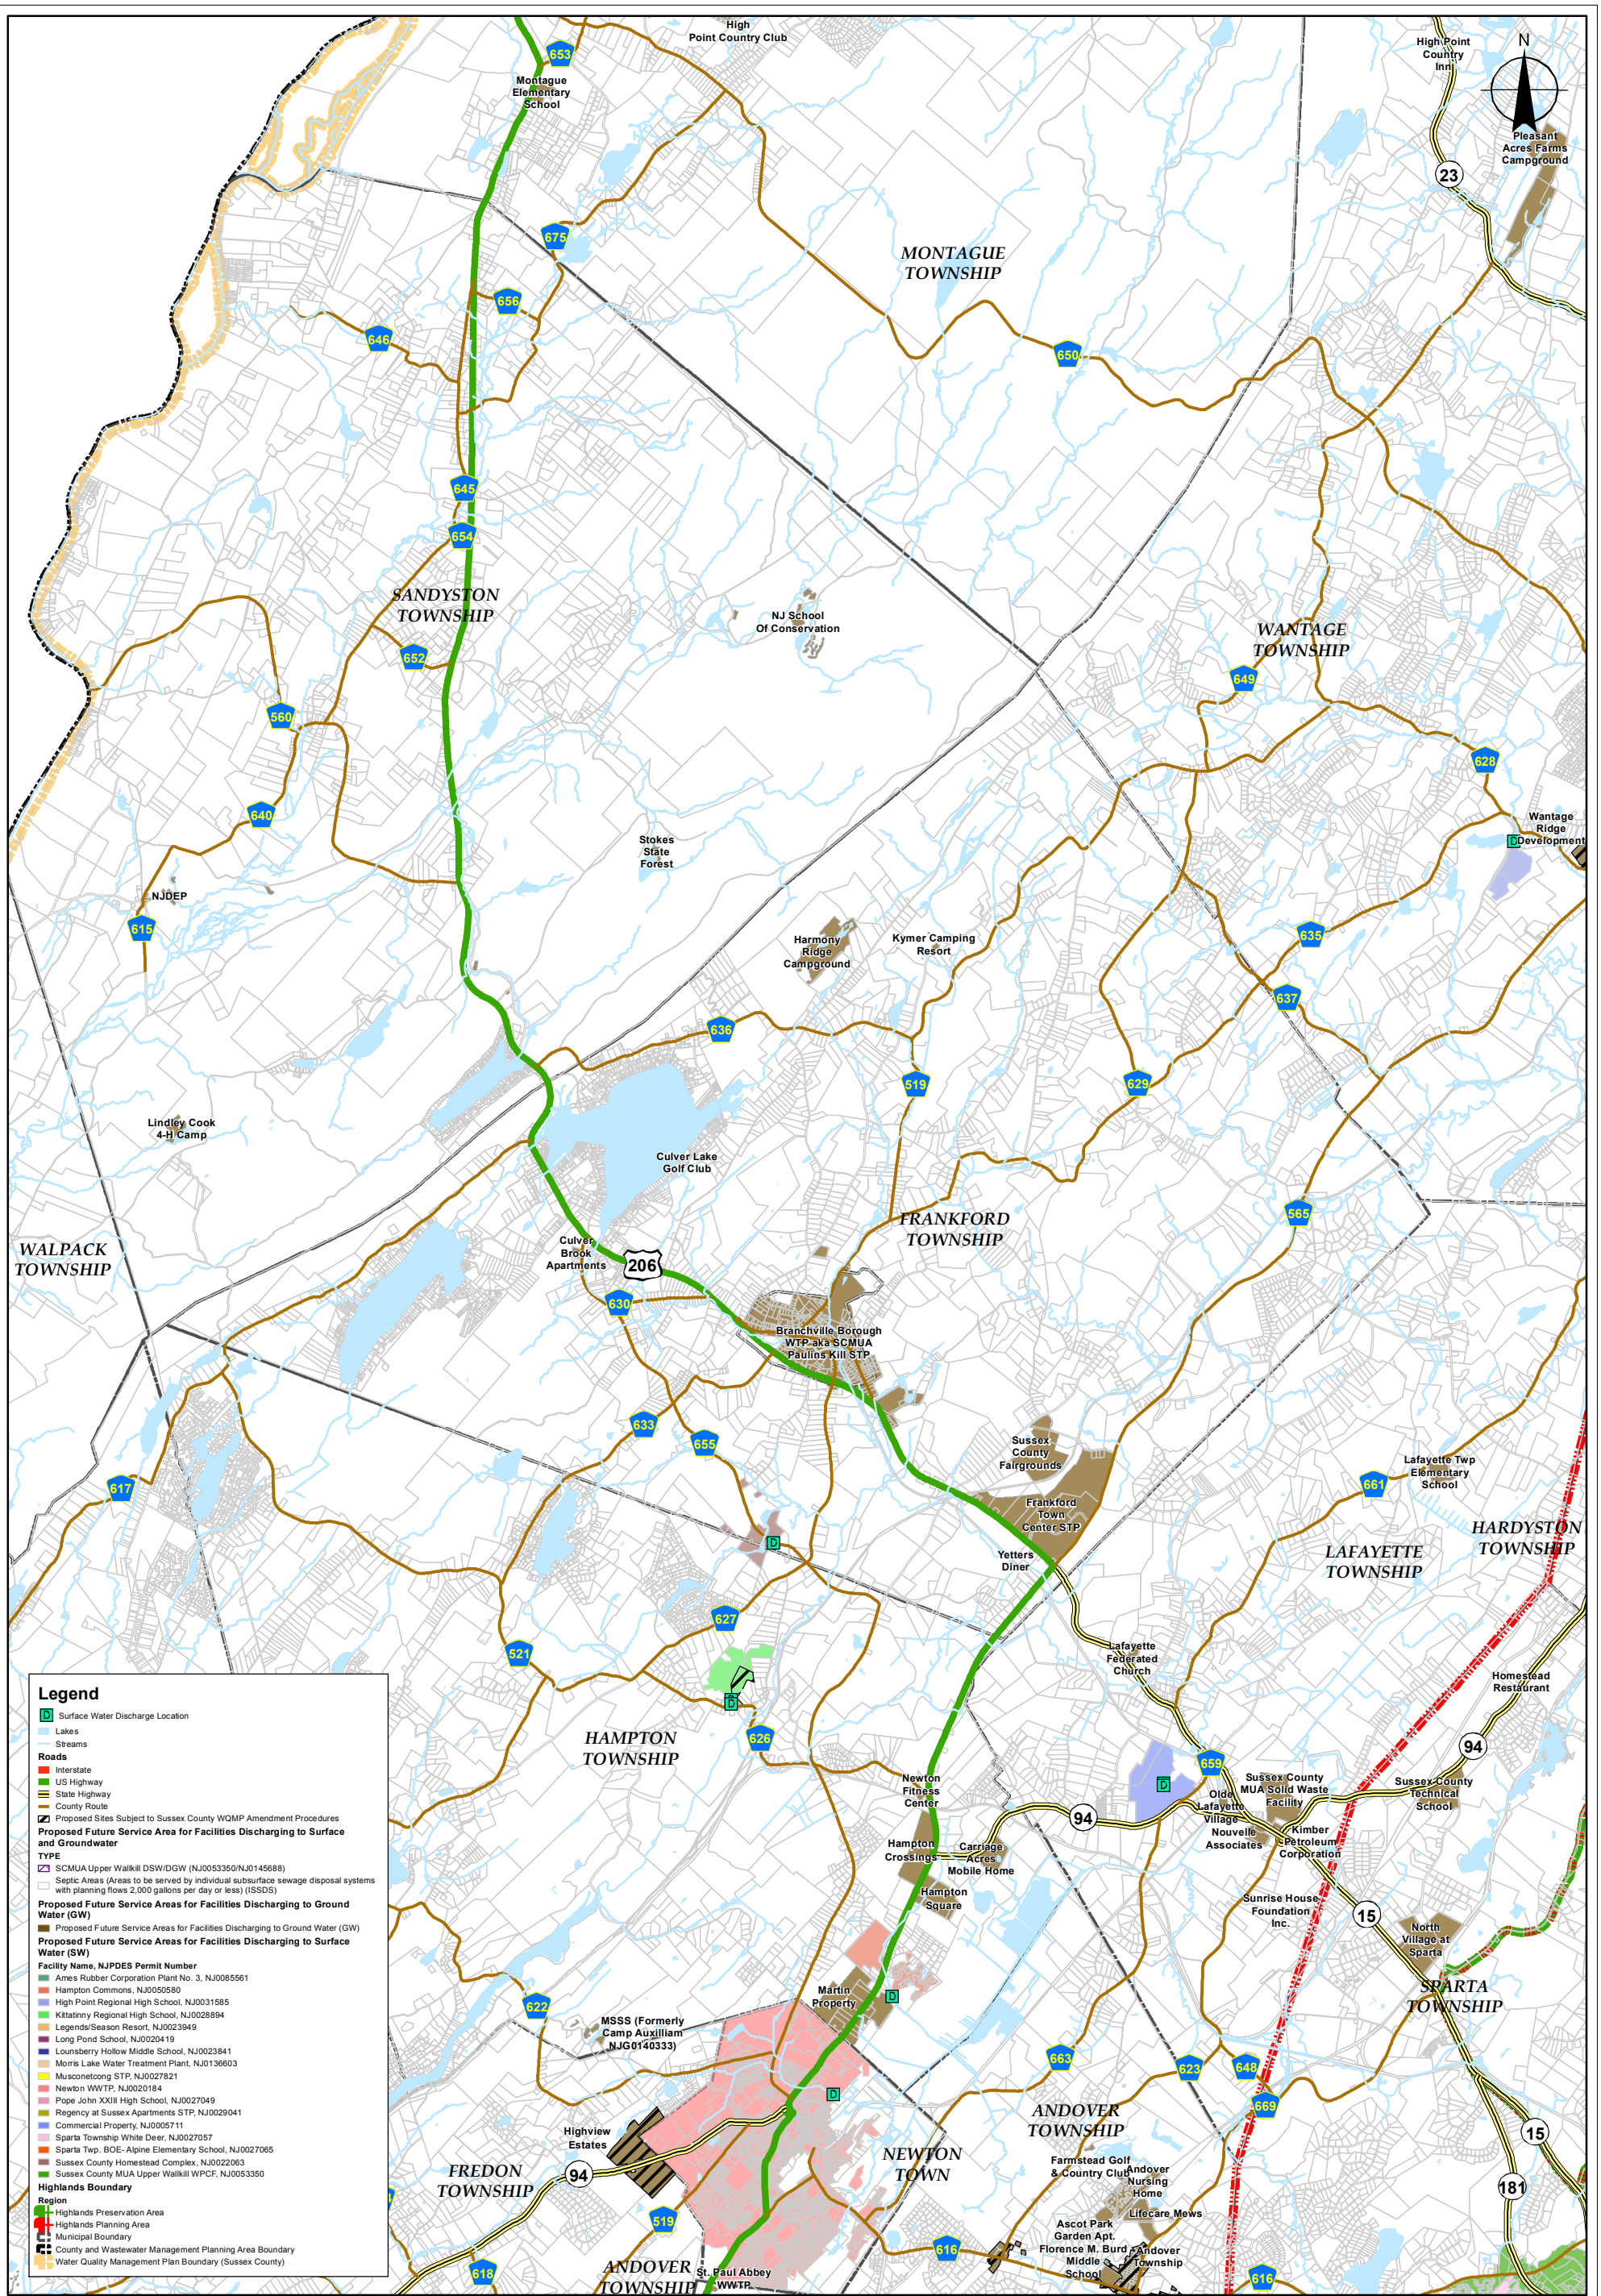 High
Point Country Club
653
Montague
Elementary
School
High Point
Country
Inn
N
Pleasant
Acres Farms
Campground
23
675
MONTAGUE
TOWNSHIP
656
646
650
645
654
SANDYSTON
TOWNSHIP
NJ School
Of Conservation
WANTAGE
TOWNSHIP
652
649
560
628
640
Stokes
State
Forest
Wantage
Ridge
Development
D
NJDEP
615
Harmony
Ridge
Campground
Kymer Camping
Resort
635
637
636
519
629
Lindley Cook
4-H Camp
Culver Lake
Golf Club
565
FRANKFORD
TOWNSHIP
WALPACK
TOWNSHIP
Culver
Brook
Apartments
206
630
Branchville Borough
WTP aka SCMUA
Paulins Kill STP
633
655
Sussex
County
Fairgrounds
Lafayette Twp
Elementary
School
661
617
Frankford
Town
Center STP
HARDYSTON
TOWNSHIP
D
Yetters
Diner
LAFAYETTE
TOWNSHIP
627
521
Lafayette
Federated
Church
Homestead
Restaurant
D
HAMPTON
TOWNSHIP
626
94
659
D
Newton
Fitness
Center
Sussex County
MUA Solid Waste
Facility
Sussex County
Technical
School
Olde
Lafayette
Village
94
Nouvelle
Associates
Kimber
Petroleum
Corporation
Hampton
Crossings
Carriage
Acres
Mobile Home
Hampton
Square
Sunrise House
Foundation
Inc.
15
North
Village at
Sparta
Martin
Property
D
SPARTA
TOWNSHIP
622
MSSS (Formerly
Camp Auxilliam
NJG0140333)
663
623
648
D
669
ANDOVER
TOWNSHIP
15
Highview
Estates
NEWTON
TOWN
94
FREDON
TOWNSHIP
Farmstead Golf
& Country Club
Andover
Nursing
Home
181
Lifecare Mews
519
Ascot Park
Garden Apt.
Florence M. Burd
Middle
School
Andover
Township
School
616
616
618
ANDOVER
TOWNSHIP
St. Paul Abbey
WWTP
Legend
D Surface Water Discharge Location
Lakes
Streams
Roads
Interstate
US Highway
State Highway
County Route
Proposed Sites Subject to Sussex County WQMP Amendment Procedures
Proposed Future Service Area for Facilities Discharging to Surface
and Groundwater
TYPE
SCMUA Upper Wallkill DSW/DGW (NJ0053350/NJ0145688)
Septic Areas (Areas to be served by individual subsurface sewage disposal systems
with planning flows 2,000 gallons per day or less) (ISSDS)
Proposed Future Service Areas for Facilities Discharging to Ground
Water (GW)
Proposed Future Service Areas for Facilities Discharging to Ground Water (GW)
Proposed Future Service Areas for Facilities Discharging to Surface
Water (SW)
Facility Name, NJPDES Permit Number
Ames Rubber Corporation Plant No. 3, NJ0085561
Hampton Commons, NJ0050580
High Point Regional High School, NJ0031585
Kittatinny Regional High School, NJ0028894
Legends/Season Resort, NJ0023949
Long Pond School, NJ0020419
Lounsberry Hollow Middle School, NJ0023841
Morris Lake Water Treatment Plant, NJ0136603
Musconetcong STP, NJ0027821
Newton WWTP, NJ0020184
Pope John XXIII High School, NJ0027049
Regency at Sussex Apartments STP, NJ0029041
Commercial Property, NJ0005711
Sparta Township White Deer, NJ0027057
Sparta Twp. BOE- Alpine Elementary School, NJ0027065
Sussex County Homestead Complex, NJ0022063
Sussex County MUA Upper Wallkill WPCF, NJ0053350
Highlands Boundary
Region
Highlands Preservation Area
Highlands Planning Area
Municipal Boundary
County and Wastewater Management Planning Area Boundary
Water Quality Management Plan Boundary (Sussex County)